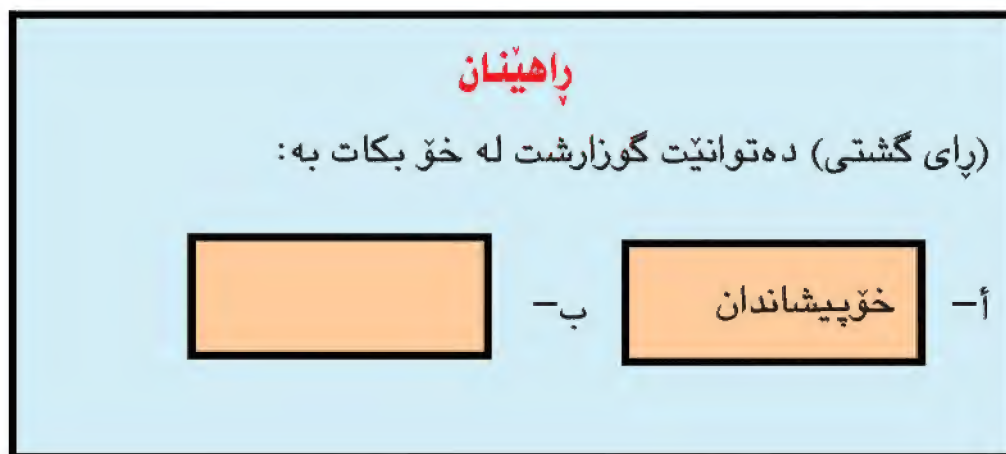 ڕاهێنان
(ڕای گشتی) دەتوانێت گوزارشت لە خۆ بکات بە:
أ– خۆپیشاندان ب–